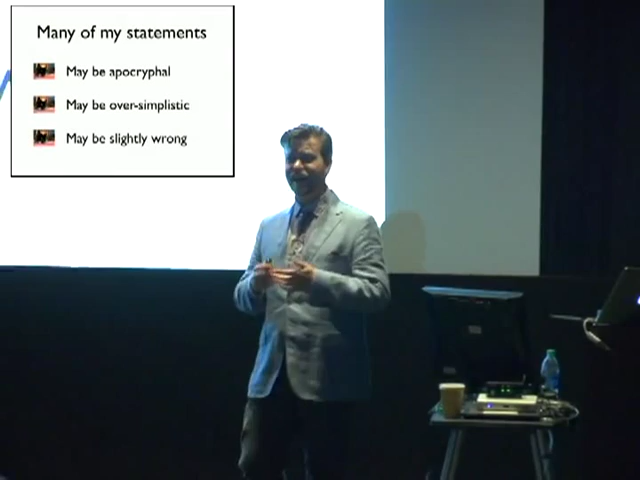 Many of my statements
May be apocryphal
May be over-simplistic
May be slightly wrong